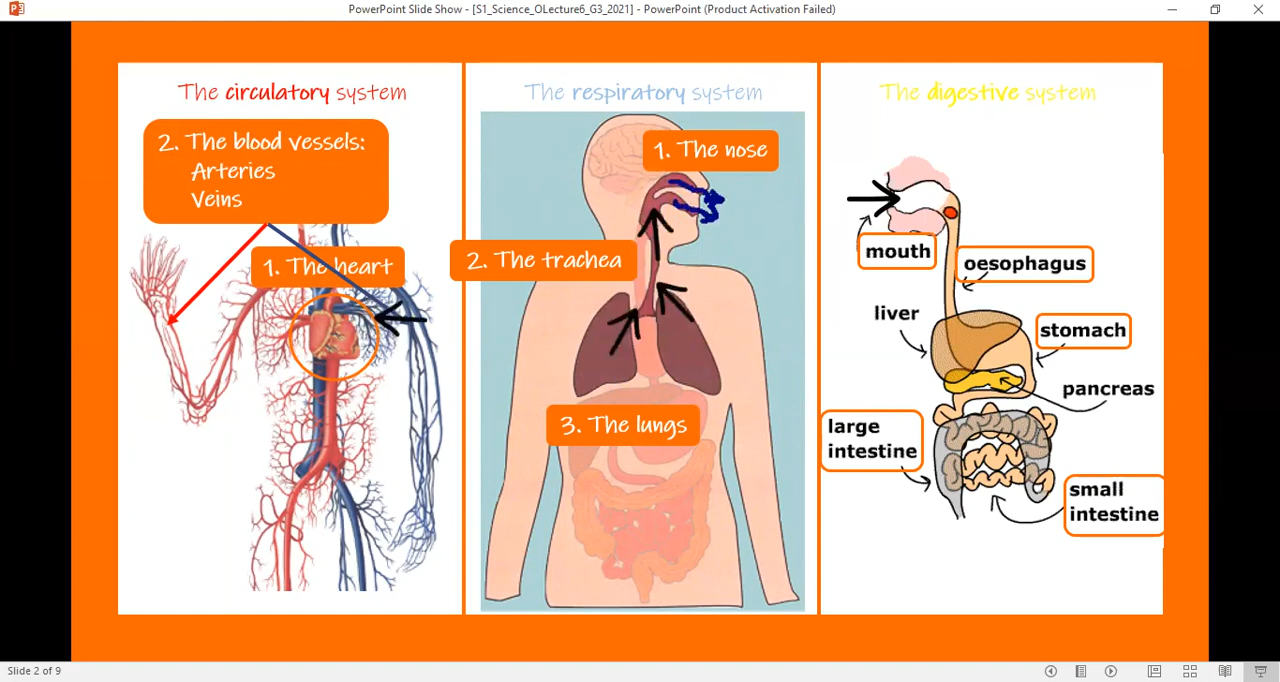 PowerPoint Slide Show - [S1_Science_OLecture6_G3_2021] - PowerPoint (Product Activation Failed)
The circulatory system
2. The blood vessels:
Arteries
Veins
1. The heart
The respiratory system
1. The nose
2. The trachea
3. The lungs
The digestive system
mouth
oesophagus
liver
stomach
pancreas
large
intestine
small
intestine
Slide 2 of 9